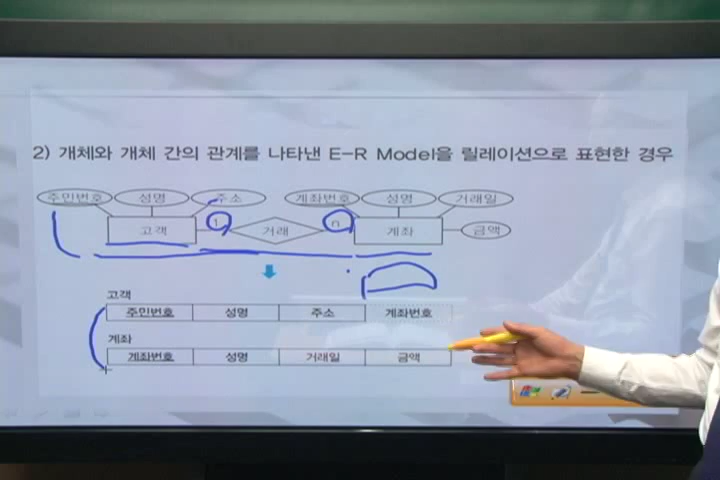 2) 개체와 개체 간의 관계를 나타낸 E-R Model을 릴레이션으로 표현한 경우
주민번호 성명 주소 계좌번호 성명 거래일
고객 1 거래 n 계좌 금액
고객
주민번호 성명 주소 계좌번호
계좌
계좌번호 성명 거래일 금액